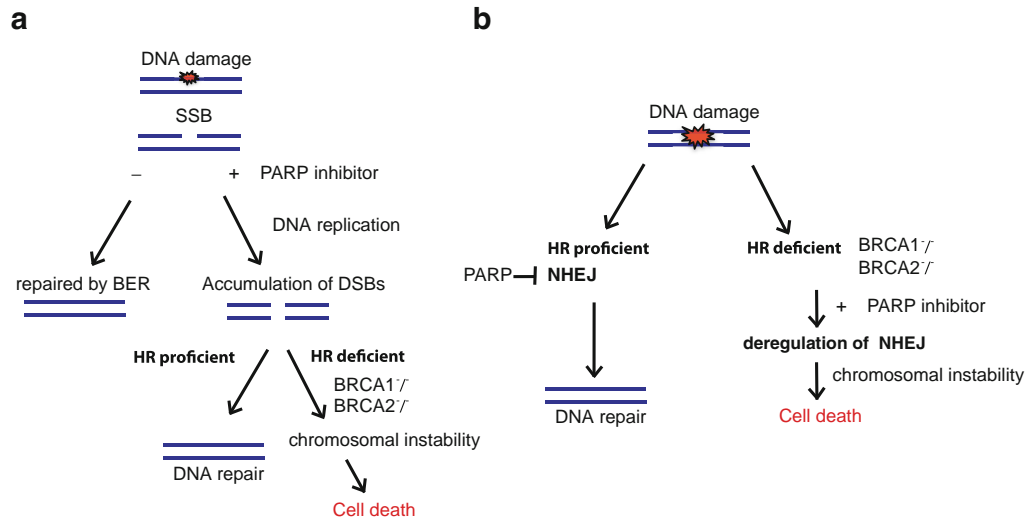 a
DNA damage
SSB
– + PARP inhibitor
DNA replication
repaired by BER
Accumulation of DSBs
HR proficient
HR deficient
BRCA1-/-
BRCA2-/-
DNA repair
chromosomal instability
Cell death
b
DNA damage
HR proficient
PARP NHEJ
HR deficient
BRCA1-/-
BRCA2-/-
+ PARP inhibitor
deregulation of NHEJ
chromosomal instability
Cell death
DNA repair